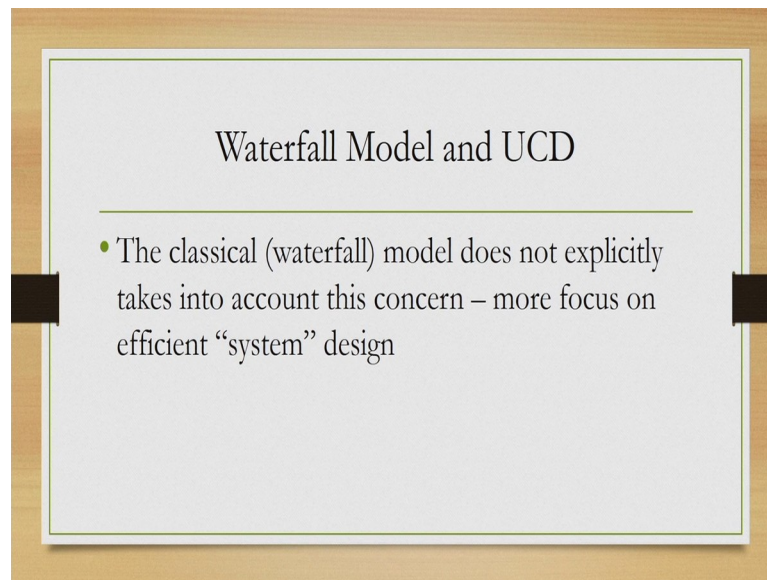 Waterfall Model and UCD
• The classical (waterfall) model does not explicitly
takes into account this concern – more focus on
efficient “system” design